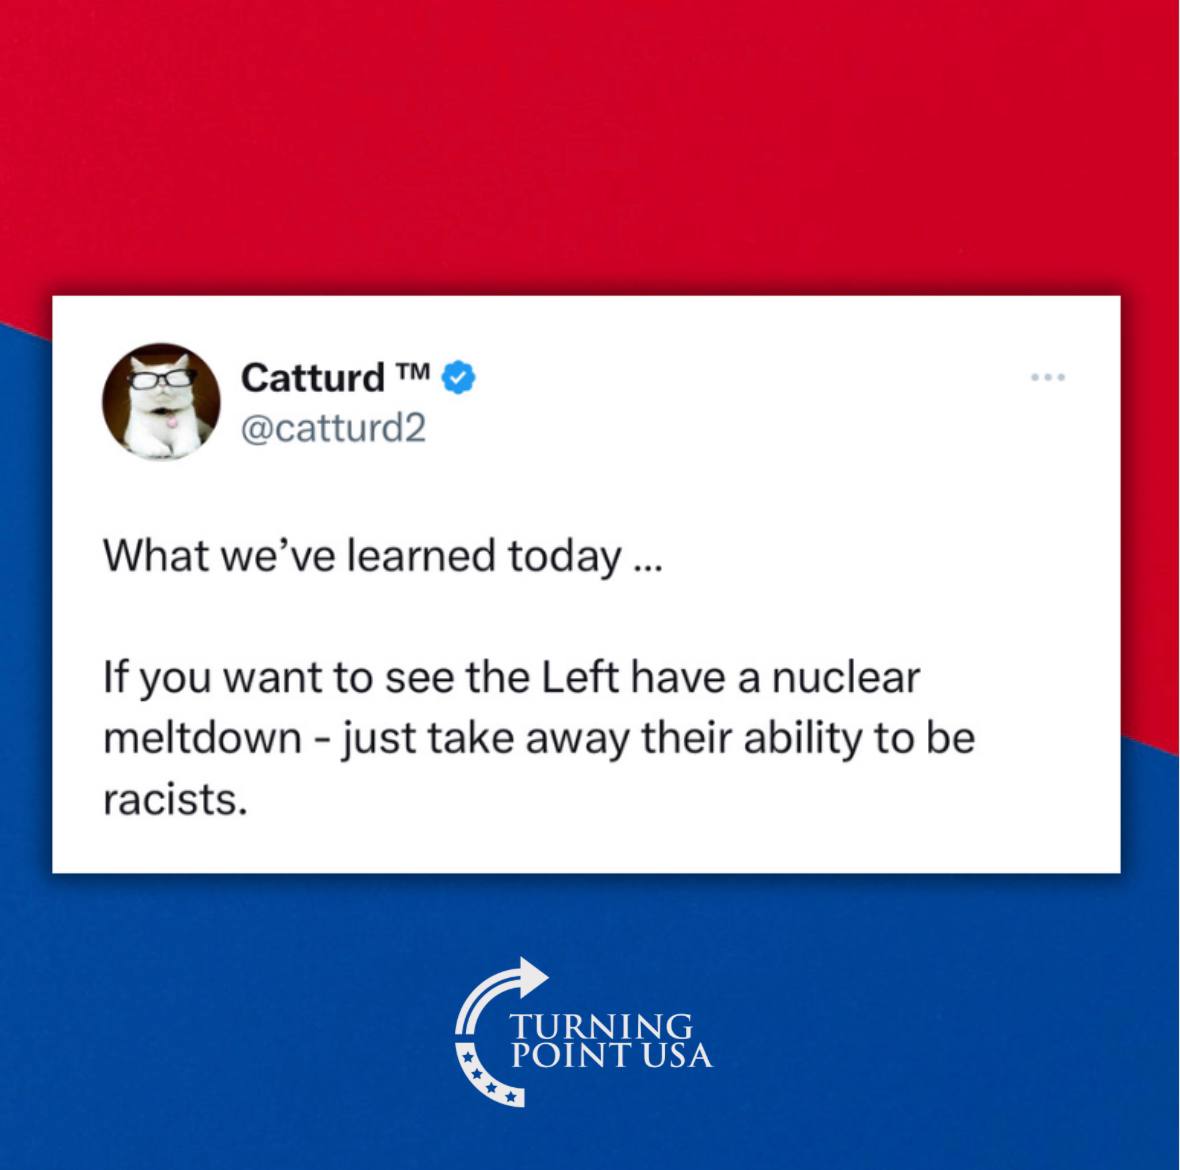 Catturd ™
@catturd2
What we’ve learned today ...
If you want to see the Left have a nuclear
meltdown - just take away their ability to be
racists.
TURNING
POINT USA